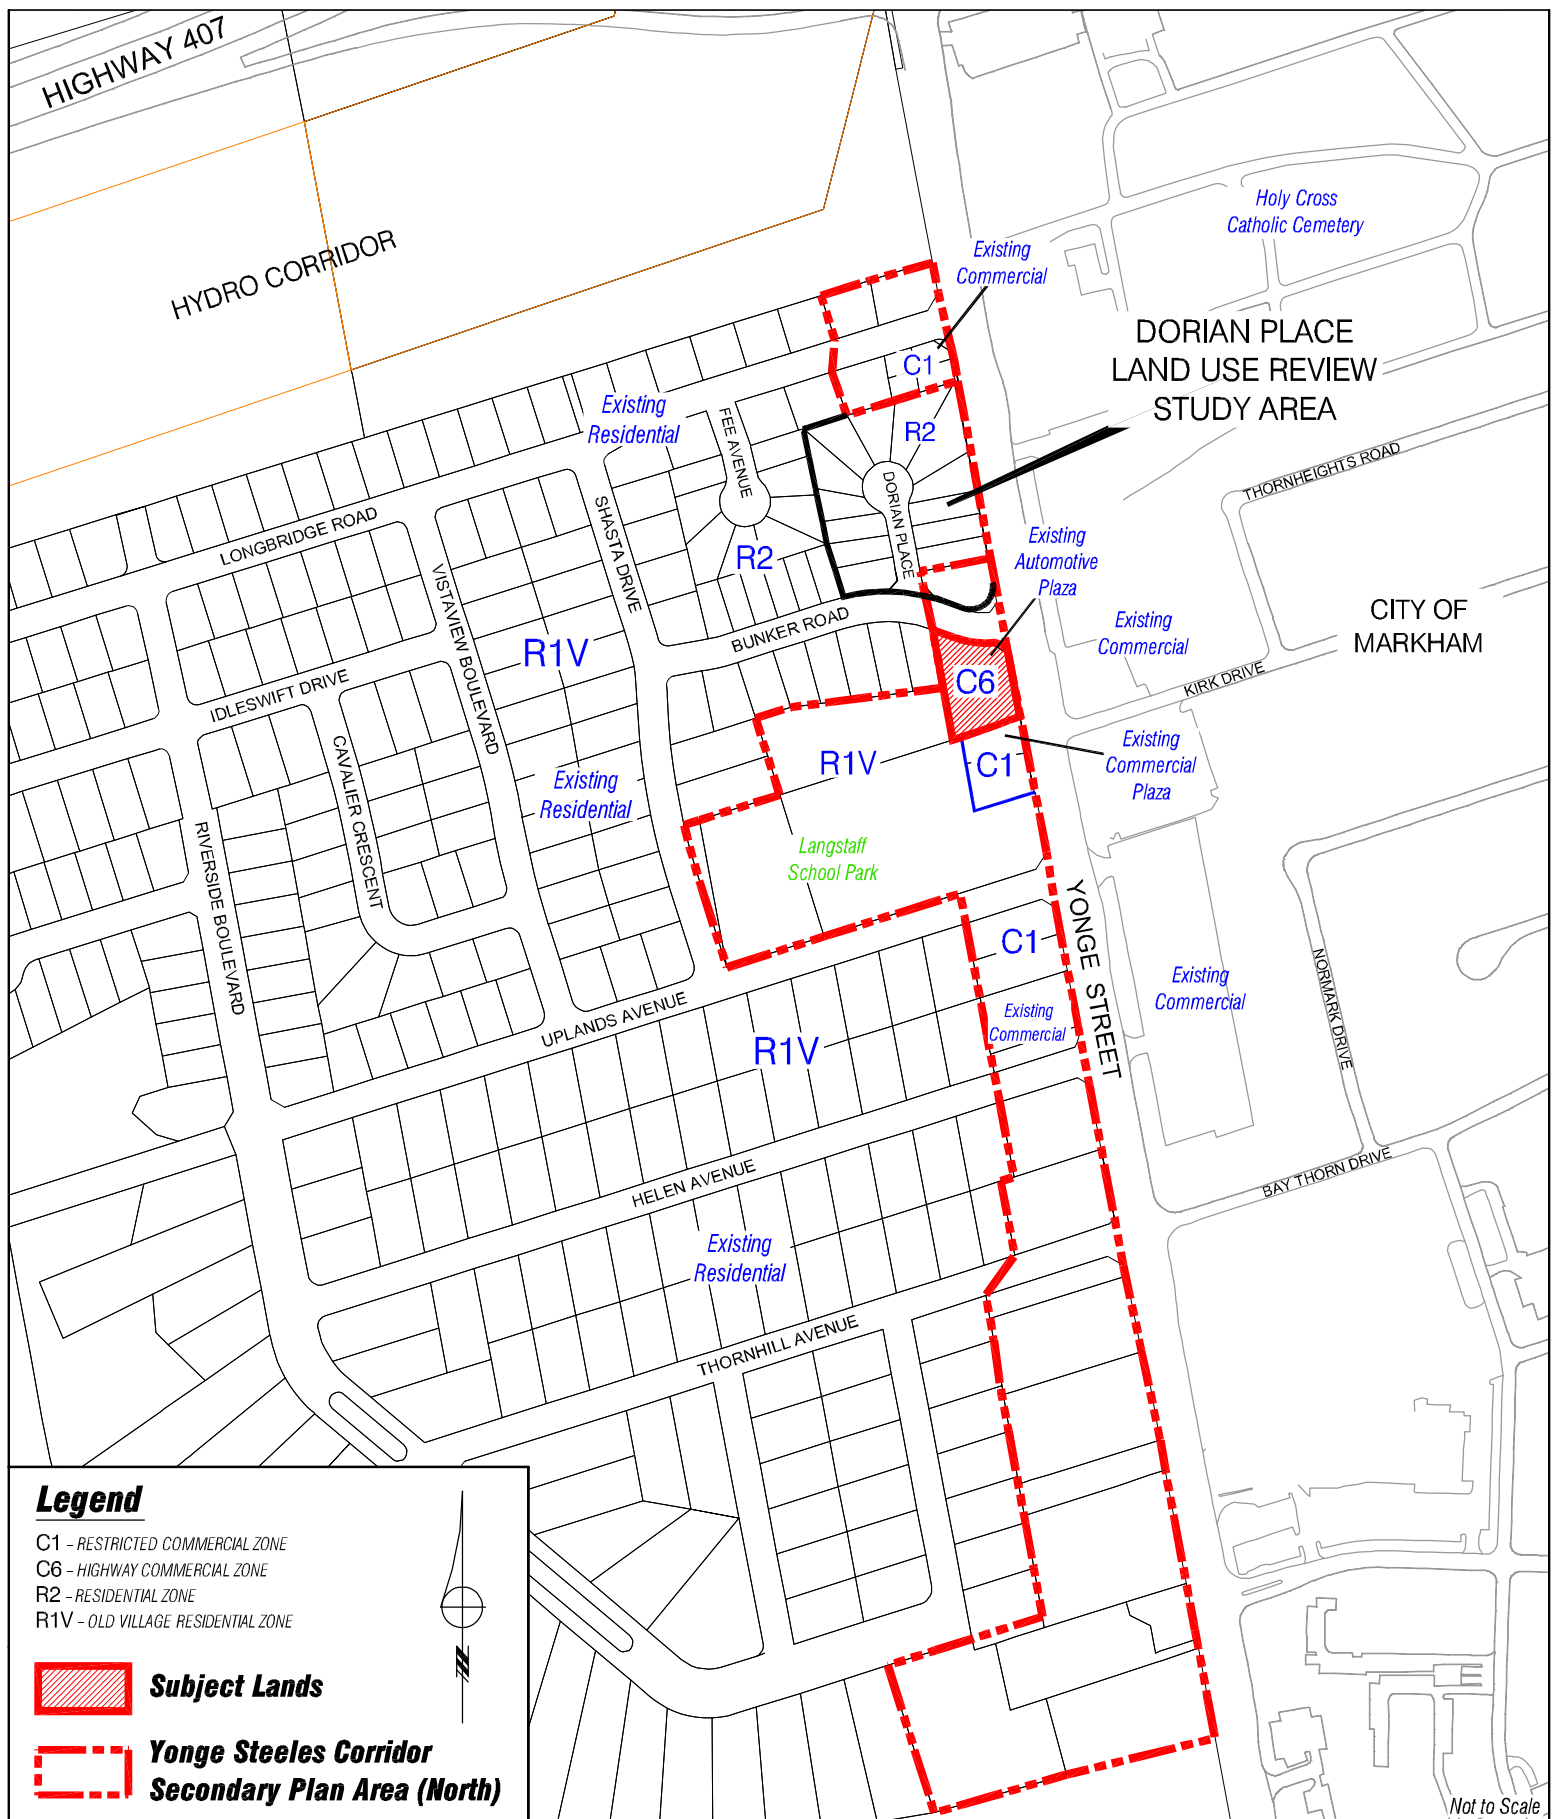 HIGHWAY 407
HYDRO CORRIDOR
Holy Cross
Catholic Cemetery
Existing
Commercial
DORIAN PLACE
LAND USE REVIEW
STUDY AREA
C1
R2
Existing
Residential
FEE AVENUE
DORIAN PLACE
THORNHEIGHTS ROAD
LONGBRIDGE ROAD
SHASTA DRIVE
R2
Existing
Automotive
Plaza
VISTAVIEW BOULEVARD
BUNKER ROAD
R1V
Existing
Commercial
CITY OF
MARKHAM
KIRK DRIVE
IDLESWIFT DRIVE
C6
CAVALIER CRESCENT
R1V
C1
Existing
Commercial
Plaza
Existing
Residential
RIVERSIDE BOULEVARD
Langstaff
School Park
YONGE STREET
C1
Existing
Commercial
Existing
Commercial
NORMARK DRIVE
UPLANDS AVENUE
R1V
HELEN AVENUE
BAY THORN DRIVE
Existing
Residential
THORNHILL AVENUE
Legend
C1 - RESTRICTED COMMERCIAL ZONE
C6 - HIGHWAY COMMERCIAL ZONE
R2 - RESIDENTIAL ZONE
R1V - OLD VILLAGE RESIDENTIAL ZONE
N
Subject Lands
Yonge Steeles Corridor
Secondary Plan Area (North)
Not to Scale